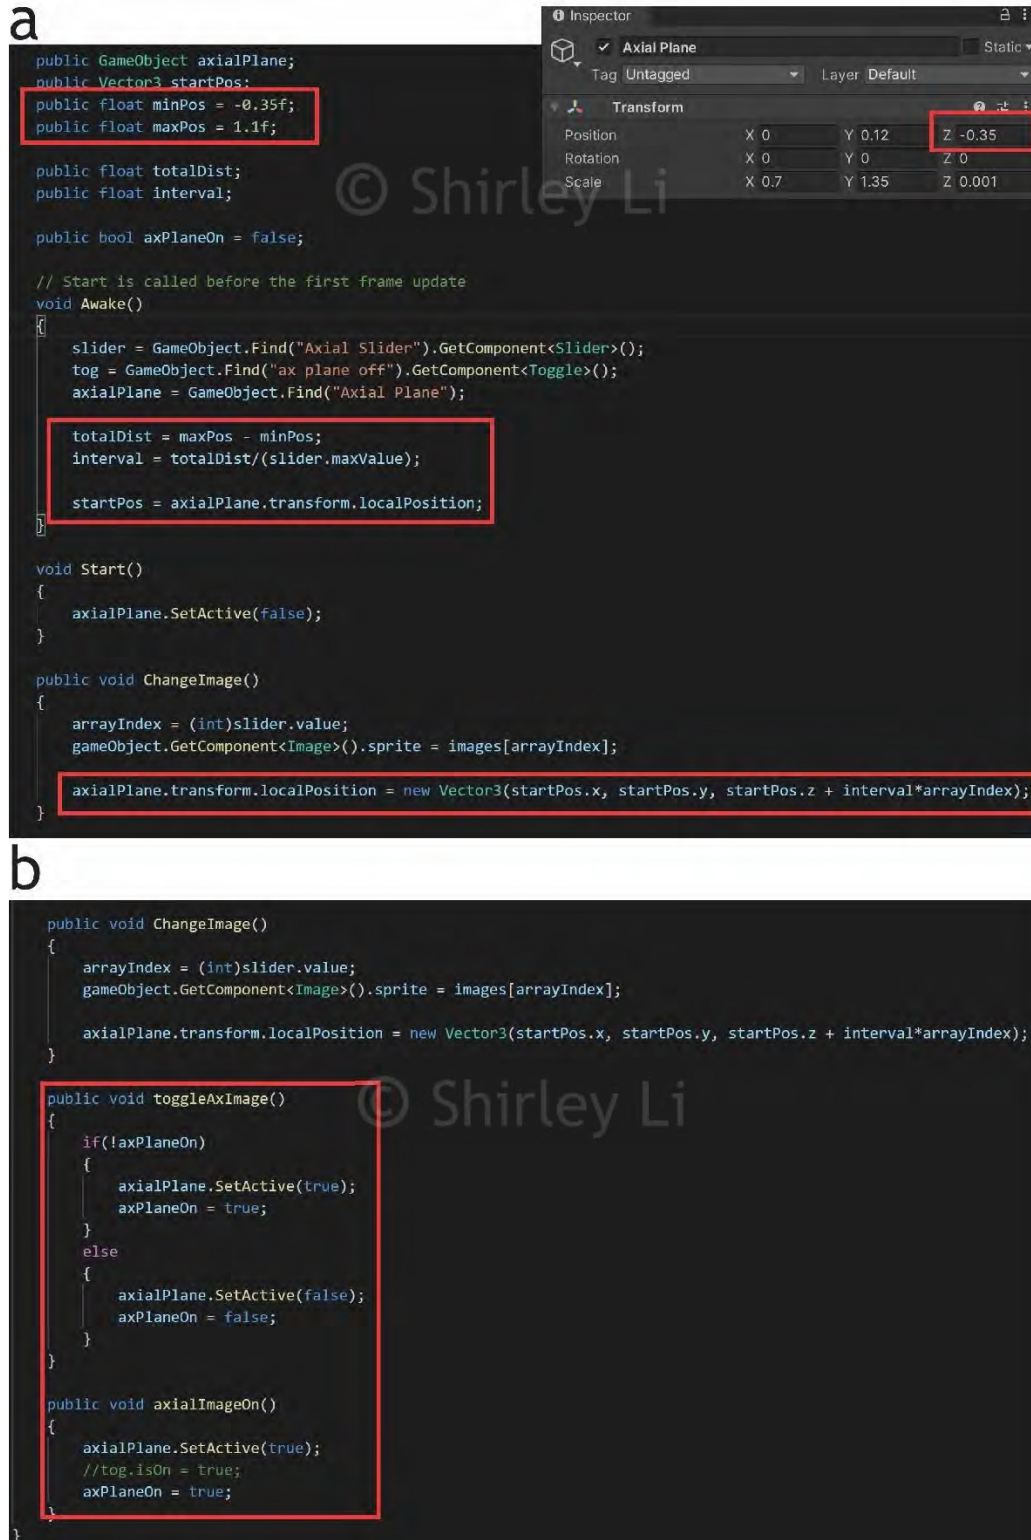 a
public GameObject axialPlane;
public Vector3 startPos;
public float minPos = -0.35f;
public float maxPos = 1.1f;
public float totalDist;
public float interval;
public bool axPlaneOn = false;
// Start is called before the first frame update
void Awake()
{
slider = GameObject.Find("Axial Slider").GetComponent<Slider>();
tog = GameObject.Find("ax plane off").GetComponent<Toggle>();
axialPlane = GameObject.Find("Axial Plane");
totalDist = maxPos - minPos;
interval = totalDist/(slider.maxValue);
startPos = axialPlane.transform.localPosition;
}
void Start()
{
axialPlane.SetActive(false);
}
public void ChangeImage()
{
arrayIndex = (int)slider.value;
gameObject.GetComponent<Image>().sprite = images[arrayIndex];
axialPlane.transform.localPosition = new Vector3(startPos.x, startPos.y, startPos.z + interval*arrayIndex);
}
Inspector
Axial Plane Static
Tag Untagged Layer Default
Transform
Position X 0 Y 0.12 Z -0.35
Rotation X 0 Y 0 Z 0
Scale X 0.7 Y 1.35 Z 0.001
© Shirley Li
b
public void ChangeImage()
{
arrayIndex = (int)slider.value;
gameObject.GetComponent<Image>().sprite = images[arrayIndex];
axialPlane.transform.localPosition = new Vector3(startPos.x, startPos.y, startPos.z + interval*arrayIndex);
}
public void toggleAxImage()
{
if(!axPlaneOn)
{
axialPlane.SetActive(true);
axPlaneOn = true;
}
else
{
axialPlane.SetActive(false);
axPlaneOn = false;
}
}
public void axialImageOn()
{
axialPlane.SetActive(true);
//tog.isOn = true;
axPlaneOn = true;
}
}
© Shirley Li